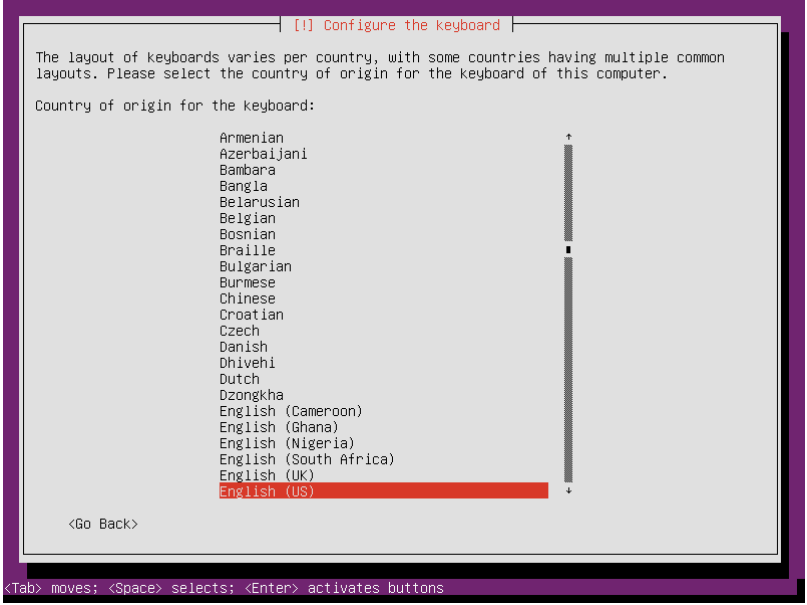 [!] Configure the keyboard
The layout of keyboards varies per country, with some countries having multiple common
layouts. Please select the country of origin for the keyboard of this computer.
Country of origin for the keyboard:
Armenian
Azerbaijani
Bambara
Bangla
Belarusian
Belgian
Bosnian
Braille
Bulgarian
Burmese
Chinese
Croatian
Czech
Danish
Dhivehi
Dutch
Dzongkha
English (Cameroon)
English (Ghana)
English (Nigeria)
English (South Africa)
English (UK)
English (US)
<Go Back>
<Tab> moves; <Space> selects; <Enter> activates buttons